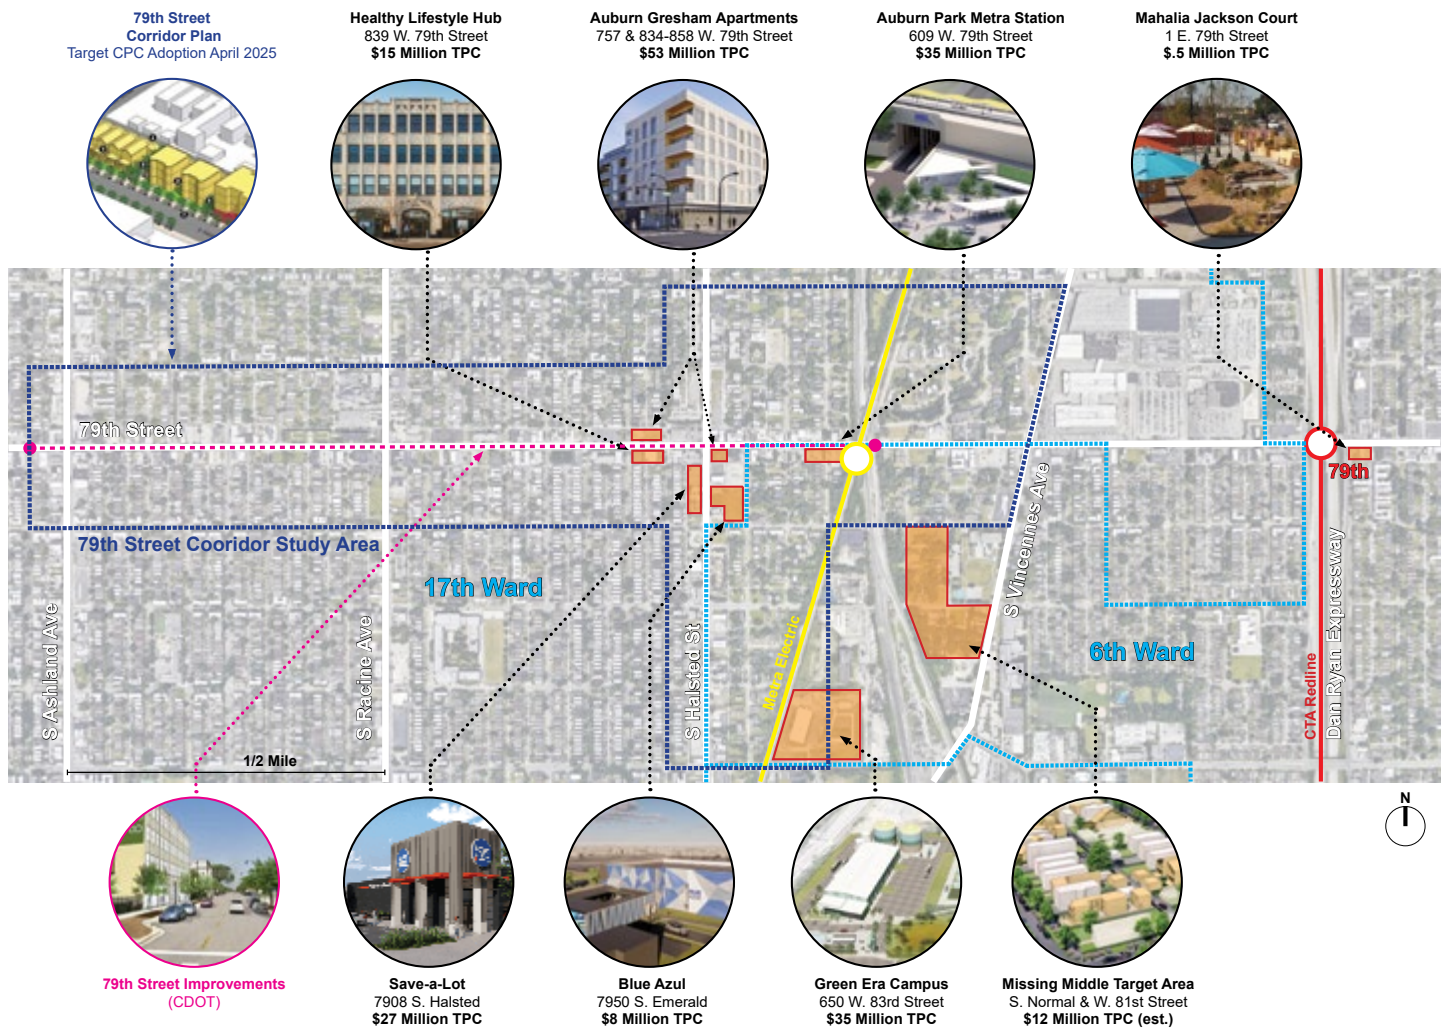 79th Street
Corridor Plan
Target CPC Adoption April 2025
Healthy Lifestyle Hub
839 W. 79th Street
$15 Million TPC
Auburn Gresham Apartments
757 & 834-858 W. 79th Street
$53 Million TPC
Auburn Park Metra Station
609 W. 79th Street
$35 Million TPC
Mahalia Jackson Court
1 E. 79th Street
$.5 Million TPC
79th Street
79th
79th Street Cooridor Study Area
17th Ward
6th Ward
S Ashland Ave
S Racine Ave
S Halsted St
Metra Electric
S Vincennes Ave
CTA Redline
Dan Ryan Expressway
1/2 Mile
N
79th Street Improvements
(CDOT)
Save-a-Lot
7908 S. Halsted
$27 Million TPC
Blue Azul
7950 S. Emerald
$8 Million TPC
Green Era Campus
650 W. 83rd Street
$35 Million TPC
Missing Middle Target Area
S. Normal & W. 81st Street
$12 Million TPC (est.)